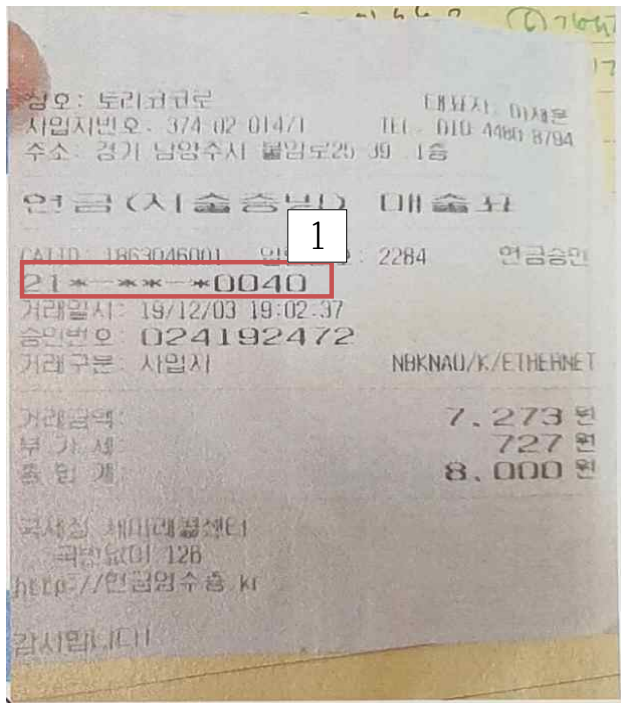 상호: 토리코코로 대표자: 이재은
사업자번호: 374-02-01471 TEL: 010-4480-8794
주소: 경기 남양주시 불암로25-39 .1층
현금(지출증빙) 매출표
1
CATID: 1863046001 : 2284 현금승인
21*-**-*0040
거래일시: 19/12/03 19:02:37
승인번호: 024192472
거래구분: 사업자 NBKNAU/K/ETHERNET
거래금액: 7,273 원
부 가 세: 727 원
총 합 계: 8,000 원
국세청 세미래콜센터
국번없이 126
http://현금영수증.kr
감사합니다!